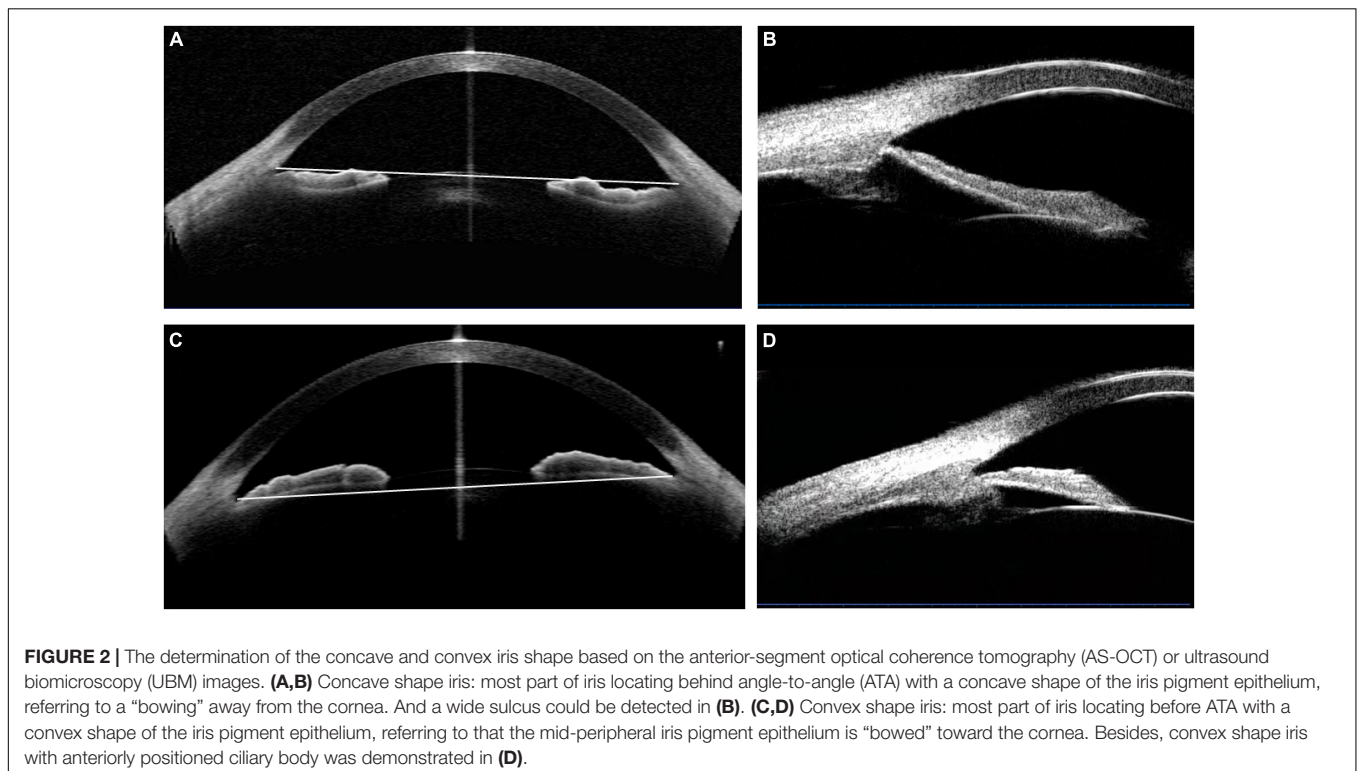 A
B
C
D
FIGURE 2 | The determination of the concave and convex iris shape based on the anterior-segment optical coherence tomography (AS-OCT) or ultrasound
biomicroscopy (UBM) images. (A,B) Concave shape iris: most part of iris locating behind angle-to-angle (ATA) with a concave shape of the iris pigment epithelium,
referring to a “bowing” away from the cornea. And a wide sulcus could be detected in (B). (C,D) Convex shape iris: most part of iris locating before ATA with a
convex shape of the iris pigment epithelium, referring to that the mid-peripheral iris pigment epithelium is “bowed” toward the cornea. Besides, convex shape iris
with anteriorly positioned ciliary body was demonstrated in (D).